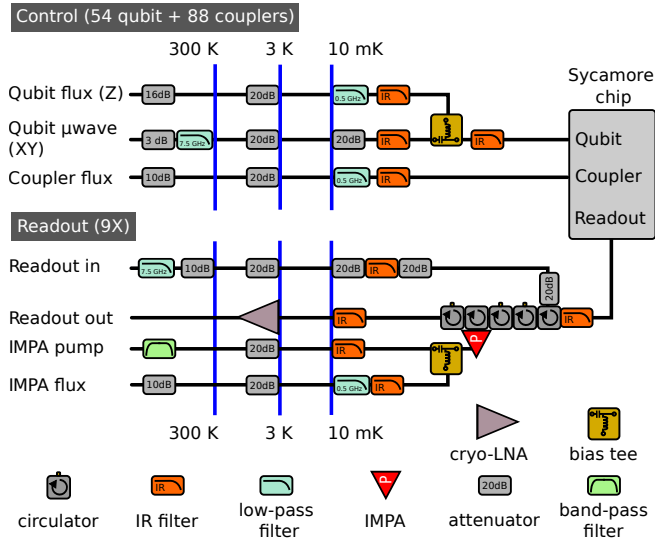 Control (54 qubit + 88 couplers)
300 K 3 K 10 mK
Sycamore
chip
Qubit flux (Z) 16dB 20dB 0.5 GHz IR
Qubit μwave
(XY) 3 dB 7.5 GHz 20dB 20dB IR IR Qubit
Coupler flux 10dB 20dB 0.5 GHz IR Coupler
Readout
Readout (9X)
Readout in 7.5 GHz 10dB 20dB 20dB IR 20dB
20dB
Readout out IR IR
IMPA pump 20dB IR P
IMPA flux 10dB 20dB 0.5 GHz IR
300 K 3 K 10 mK
cryo-LNA bias tee
IR P 20dB
circulator IR filter low-pass
filter IMPA attenuator band-pass
filter